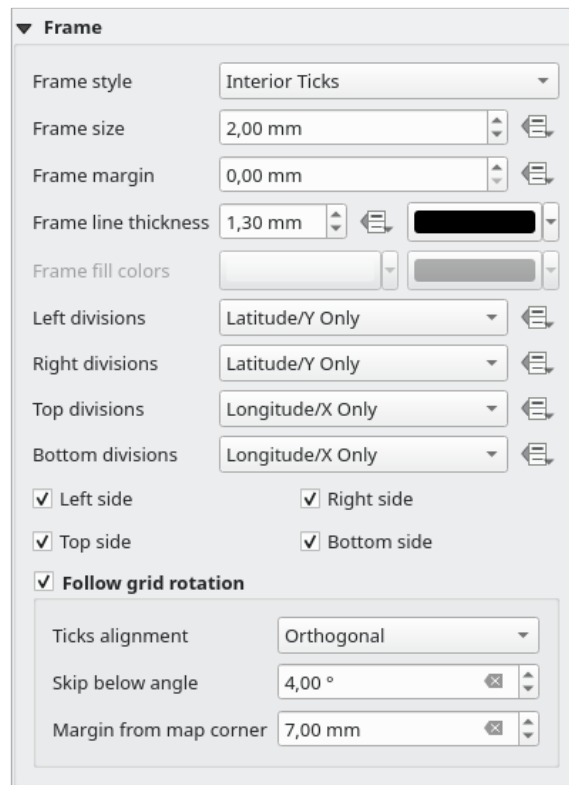 Frame
Frame style Interior Ticks
Frame size 2,00 mm
Frame margin 0,00 mm
Frame line thickness 1,30 mm
Frame fill colors
Left divisions Latitude/Y Only
Right divisions Latitude/Y Only
Top divisions Longitude/X Only
Bottom divisions Longitude/X Only
Left side Right side
Top side Bottom side
Follow grid rotation
Ticks alignment Orthogonal
Skip below angle 4,00 °
Margin from map corner 7,00 mm